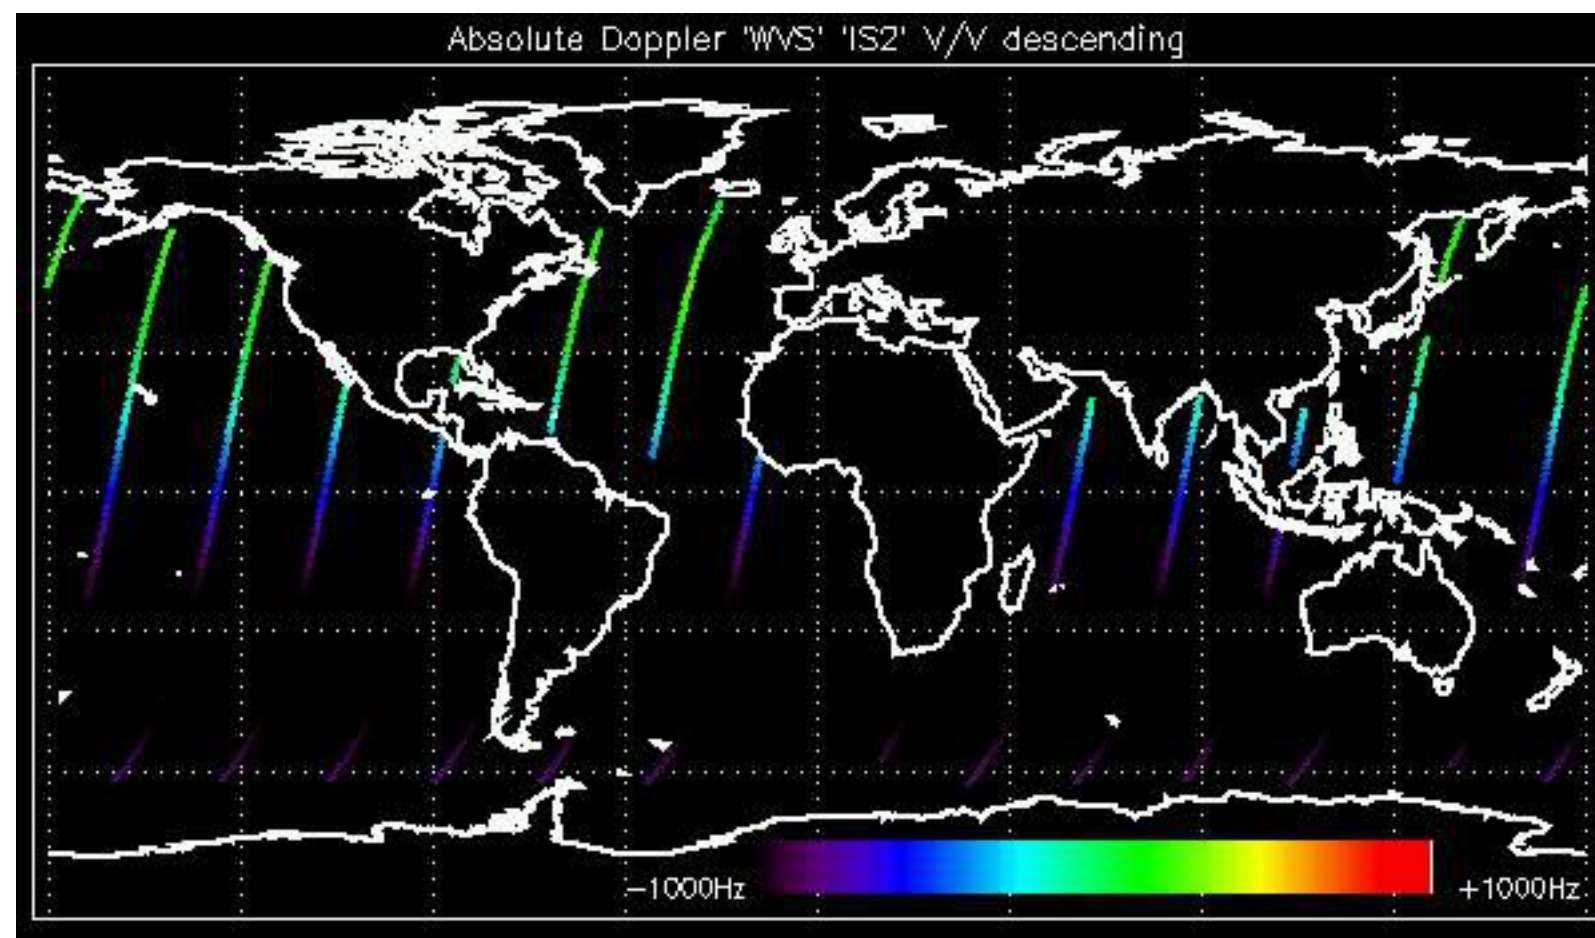 Absolute Doppler 'WVS' 'IS2' V/V descending
-1000Hz
+1000Hz